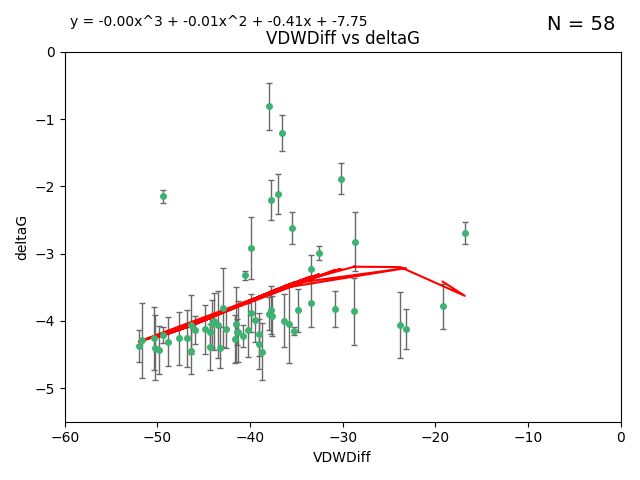 y = -0.00x^3 + -0.01x^2 + -0.41x + -7.75
N = 58
VDWDiff vs deltaG
0
−1
−2
−3
−4
−5
deltaG
−60 −50 −40 −30 −20 −10 0
VDWDiff